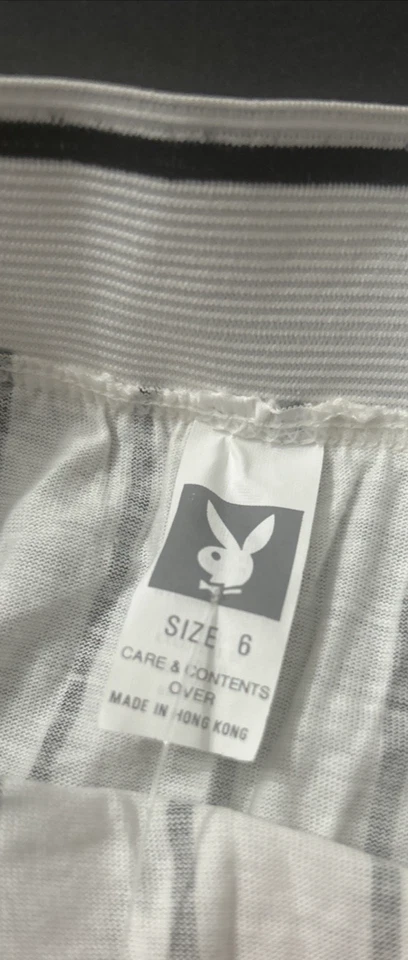 SIZE 6
CARE & CONTENTS
OVER
MADE IN HONG KONG